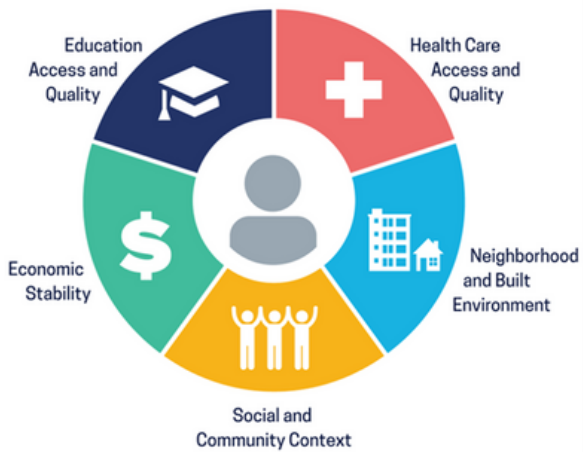 Education
Access and
Quality
Health Care
Access and
Quality
Economic
Stability
$
Neighborhood
and Built
Environment
Social and
Community Context